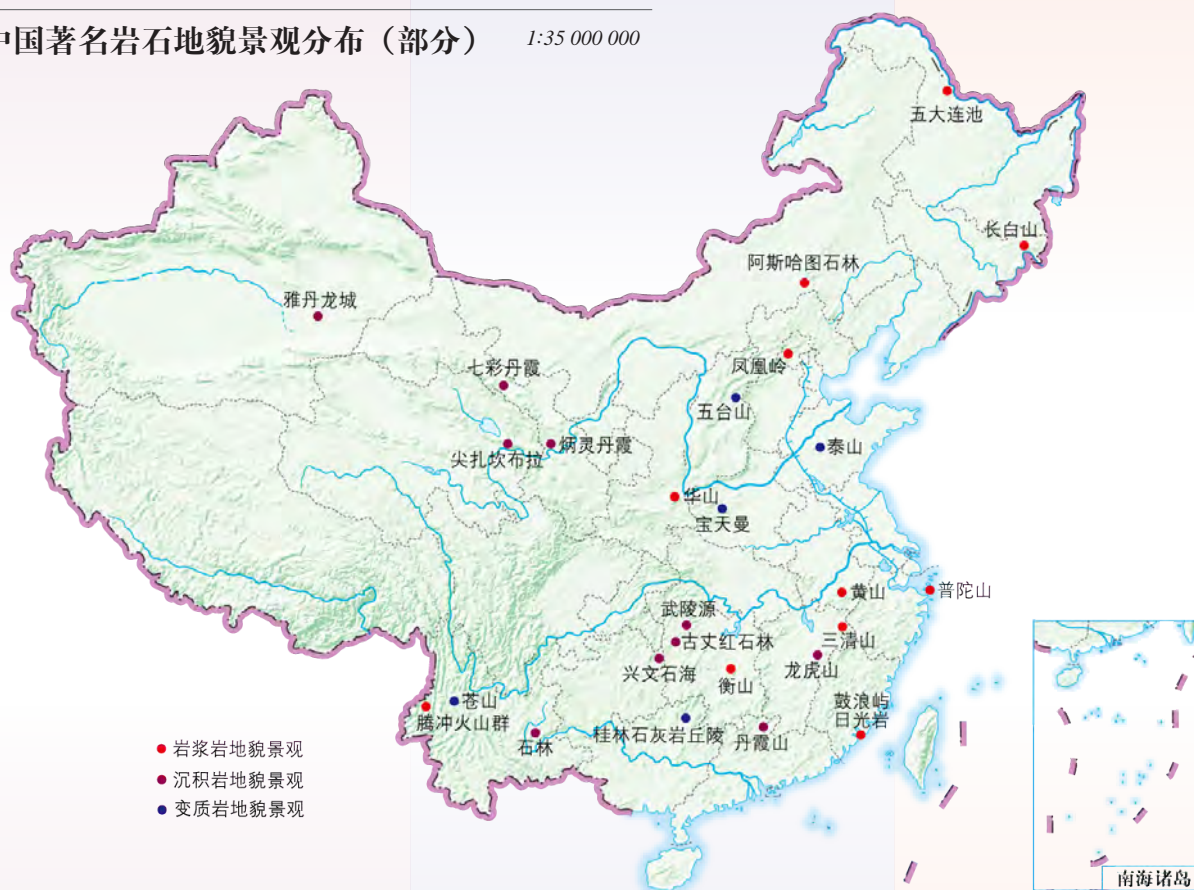 中国著名岩石地貌景观分布（部分） 1:35 000 000
五大连池
长白山
阿斯哈图石林
雅丹龙城
凤凰岭
七彩丹霞
五台山
尖扎坎布拉
炳灵丹霞
泰山
华山
宝天曼
黄山
普陀山
武陵源
古丈红石林
三清山
兴文石海
龙虎山
衡山
鼓浪屿
日光岩
苍山
腾冲火山群
石林
桂林石灰岩丘陵
丹霞山
岩浆岩地貌景观
沉积岩地貌景观
变质岩地貌景观
南海诸岛